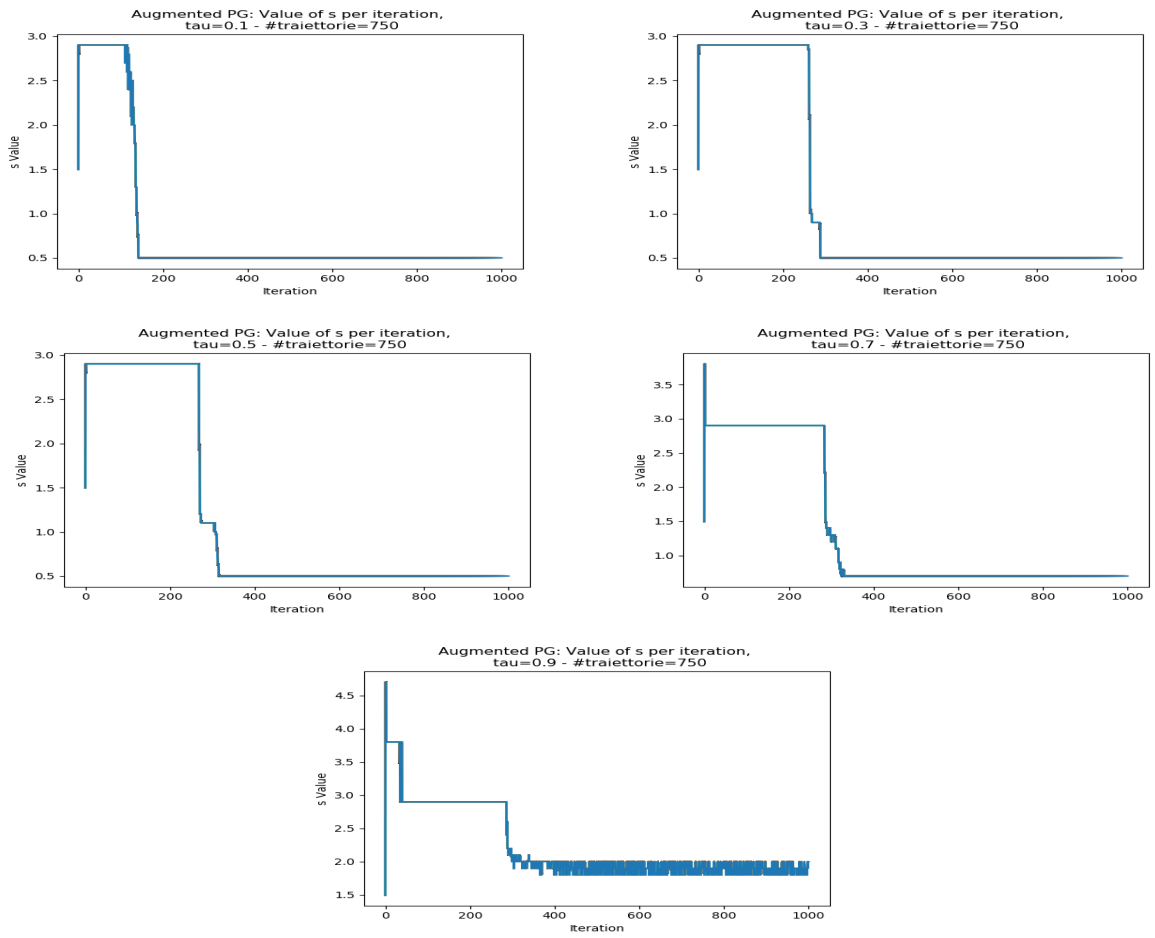 Augmented PG: Value of s per iteration,
tau=0.1 - #traiettorie=750
3.0
2.5
2.0
1.5
1.0
0.5
s Value
0 200 400 600 800 1000
Iteration
Augmented PG: Value of s per iteration,
tau=0.3 - #traiettorie=750
3.0
2.5
2.0
1.5
1.0
0.5
s Value
0 200 400 600 800 1000
Iteration
Augmented PG: Value of s per iteration,
tau=0.5 - #traiettorie=750
3.0
2.5
2.0
1.5
1.0
0.5
s Value
0 200 400 600 800 1000
Iteration
Augmented PG: Value of s per iteration,
tau=0.7 - #traiettorie=750
3.5
3.0
2.5
2.0
1.5
1.0
s Value
0 200 400 600 800 1000
Iteration
Augmented PG: Value of s per iteration,
tau=0.9 - #traiettorie=750
4.5
4.0
3.5
3.0
2.5
2.0
1.5
s Value
0 200 400 600 800 1000
Iteration